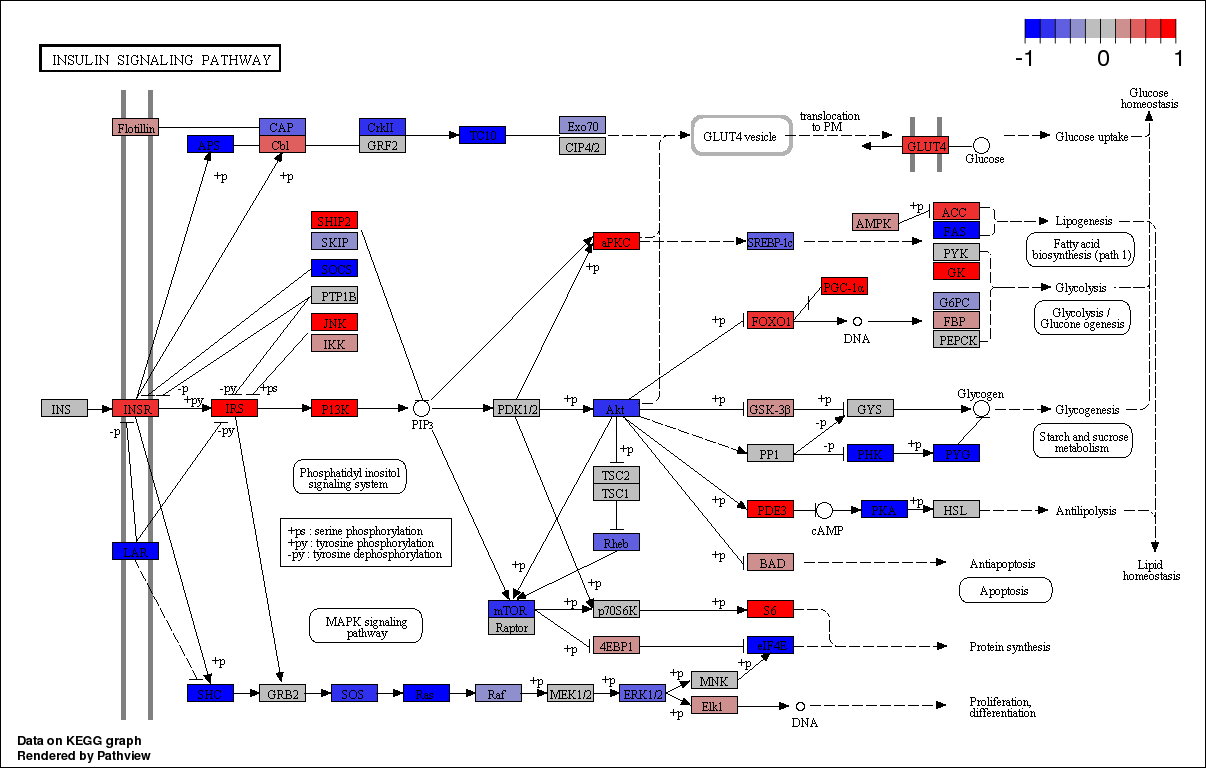 INSULIN SIGNALING PATHWAY
-1 0 1
Glucose
homeostasis
Flotillin
CAP
CrkII
TC10
Exo70
APS
Cbl
GRF2
CIP4/2
GLUT4 vesicle
translocation
to PM
GLUT4
Glucose
Glucose uptake
+p
+p
SHIP2
SKIP
SOCS
PTP1B
JNK
IKK
aPKC
+p
SREBP-1c
AMPK
+p
ACC
FAS
PYK
GK
G6PC
FBP
PEPCK
Lipogenesis
Fatty acid
biosynthesis (path 1)
Glycolysis
Glycolysis /
Glucone ogenesis
PGC-1α
+p
FOXO1
DNA
-p
+py
-py
+ps
INS
INSR
IRS
PI3K
PIP3
PDK1/2
+p
Akt
+p
GSK-3β
+p
GYS
Glycogen
Glycogenesis
-p
-py
+p
PP1
-p
PHK
+p
PYG
Starch and sucrose
metabolism
Phosphatidyl inositol
signaling system
TSC2
TSC1
+p
PDE3
cAMP
PKA
+p
HSL
Antilipolysis
+ps : serine phosphorylation
+py : tyrosine phosphorylation
-py : tyrosine dephosphorylation
LAR
Rheb
+p
+p
+p
BAD
Antiapoptosis
Apoptosis
Lipid
homeostasis
MAPK signaling
pathway
mTOR
Raptor
+p
p70S6K
+p
S6
+p
4EBP1
eIF4E
Protein synthesis
+p
SHC
GRB2
SOS
Ras
Raf
+p
MEK1/2
+p
ERK1/2
+p
MNK
+p
+p
Elk1
DNA
Proliferation,
differentiation
Data on KEGG graph
Rendered by Pathview